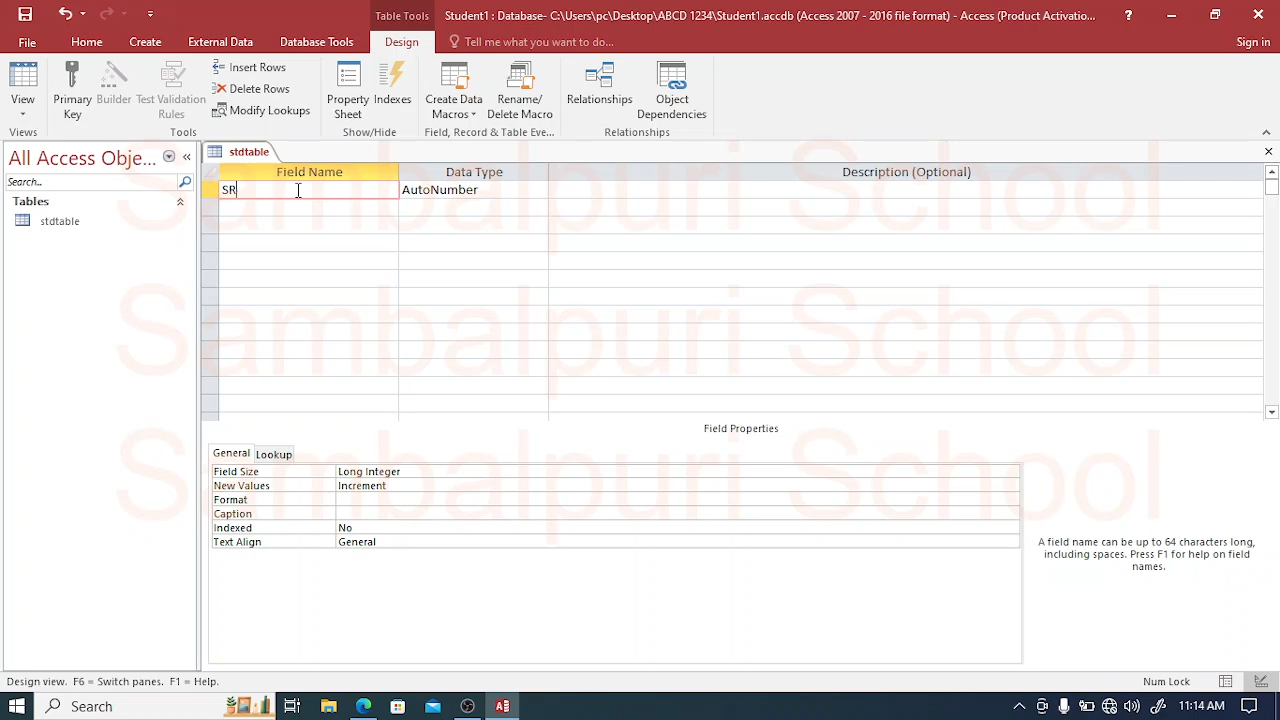 Table Tools
Student1 : Database- C:\Users\pc\Desktop\ABCD 1234\Student1.accdb (Access 2007 - 2016 file format) - Access (Product Activatio...
File Home Create External Data Database Tools Design Tell me what you want to do... Sign in
View
Primary Key
Builder
Test Validation Rules
Insert Rows
Delete Rows
Modify Lookups
Property Sheet
Indexes
Create Data Macros
Rename/ Delete Macro
Relationships
Object Dependencies
Views Tools Show/Hide Field, Record & Table Eve... Relationships
All Access Obje...
Search...
Tables
stdtable
stdtable
Field Name Data Type Description (Optional)
SR AutoNumber
Sambalpuri School
Sambalpuri School
Sambalpuri School
Field Properties
General Lookup
Field Size Long Integer
New Values Increment
Format
Caption
Indexed No
Text Align General
A field name can be up to 64 characters long,
including spaces. Press F1 for help on field
names.
Design view. F6 = Switch panes. F1 = Help. Num Lock
Search 11:14 AM